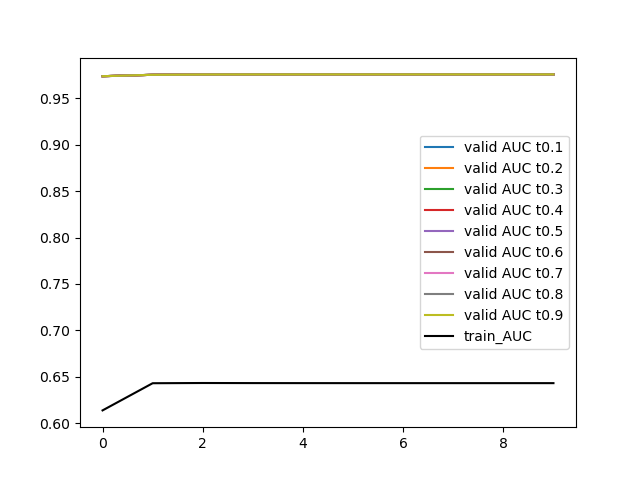 0.95
0.90
0.85
0.80
0.75
0.70
0.65
0.60
0 2 4 6 8
valid AUC t0.1
valid AUC t0.2
valid AUC t0.3
valid AUC t0.4
valid AUC t0.5
valid AUC t0.6
valid AUC t0.7
valid AUC t0.8
valid AUC t0.9
train_AUC